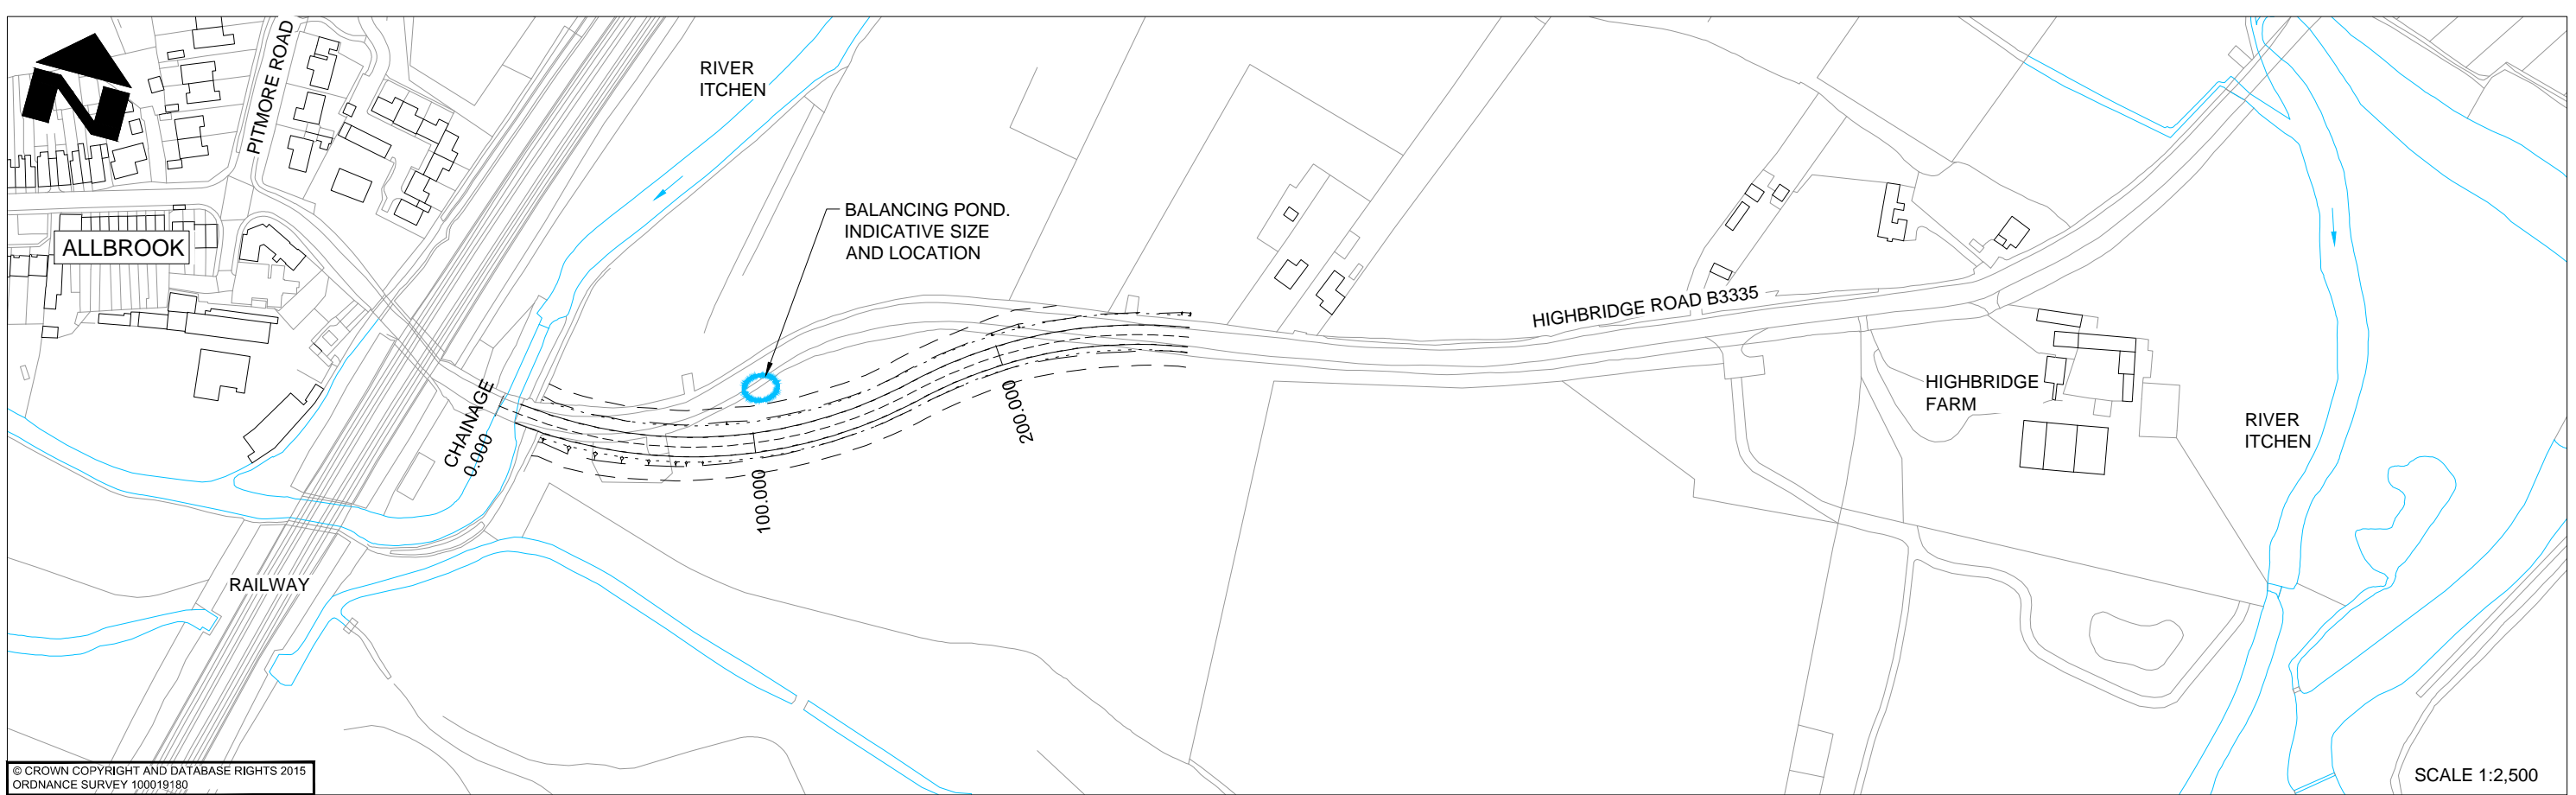 PITMORE ROAD
RIVER
ITCHEN
BALANCING POND.
INDICATIVE SIZE
AND LOCATION
ALLBROOK
HIGHBRIDGE ROAD B3335
CHAINAGE
0.000
100.000
200.000
HIGHBRIDGE
FARM
RIVER
ITCHEN
RAILWAY
© CROWN COPYRIGHT AND DATABASE RIGHTS 2015
ORDNANCE SURVEY 100019180
SCALE 1:2,500
N